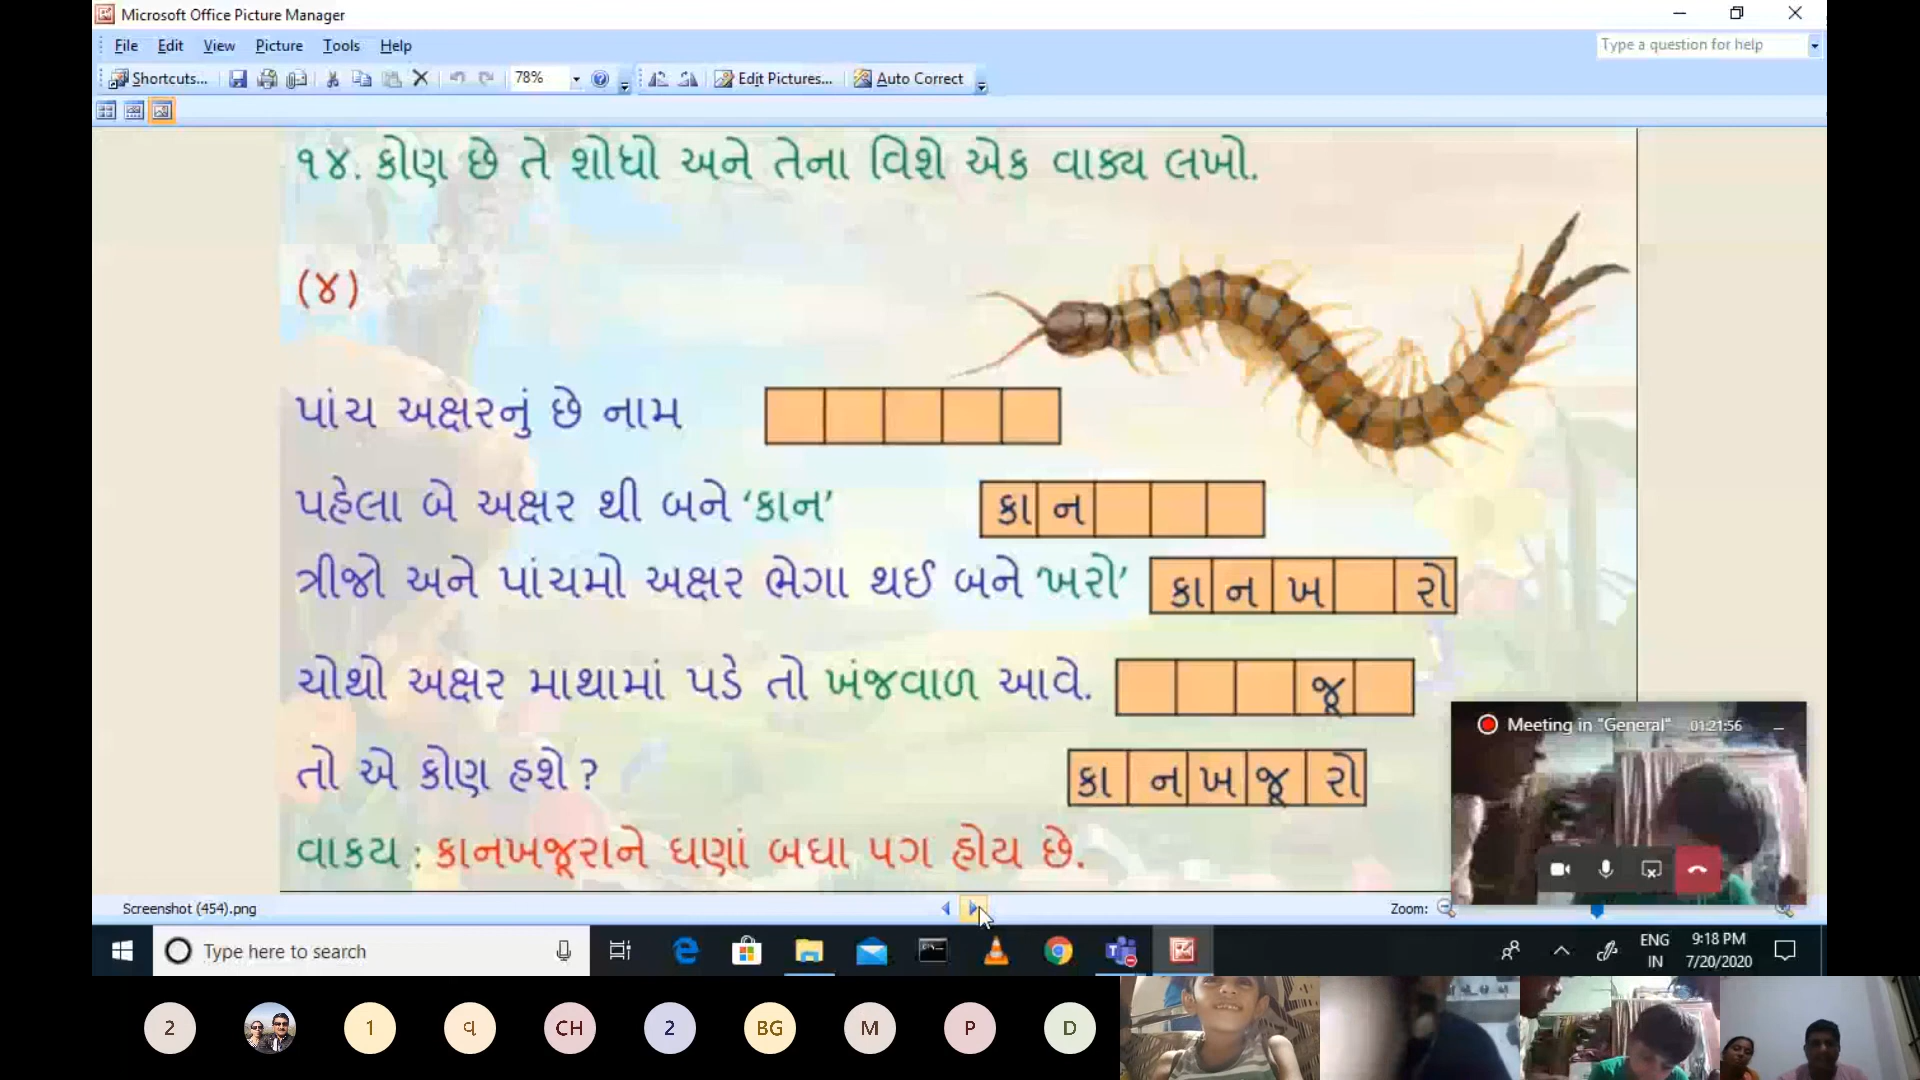 Microsoft Office Picture Manager
File Edit View Picture Tools Help
Type a question for help
Shortcuts... 78% Edit Pictures... Auto Correct
૧૪. કોણ છે તે શોધો અને તેના વિશે એક વાક્ય લખો.
(૪)
પાંચ અક્ષરનું છે નામ
પહેલા બે અક્ષર થી બને ‘કાન’ કા ન
ત્રીજો અને પાંચમો અક્ષર ભેગા થઈ બને ‘ખરો’ કા ન ખ રો
ચોથો અક્ષર માથામાં પડે તો ખંજવાળ આવે. જૂ
તો એ કોણ હશે ? કા ન ખ જૂ રો
વાકય : કાનખજૂરાને ઘણાં બધા પગ હોય છે.
Meeting in "General" 01:21:56
Screenshot (454).png Zoom:
Type here to search
ENG
IN
9:18 PM
7/20/2020
2 1 વ CH 2 BG M P D